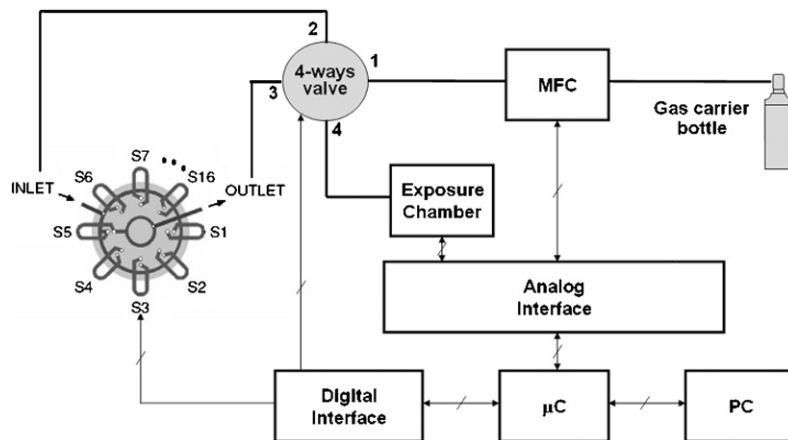 2
1
4-ways
valve
3
4
MFC
Gas carrier
bottle
S7
S6
S16
INLET
OUTLET
Exposure
Chamber
S5
S1
S4
S2
S3
Analog
Interface
Digital
Interface
µC
PC